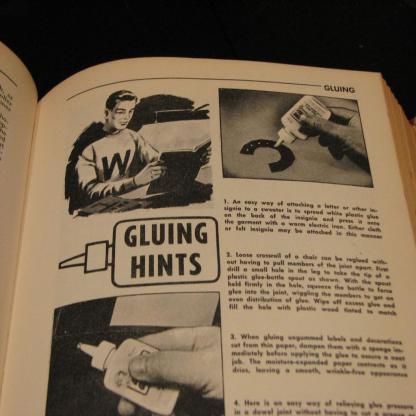 GLUING
W
GLUING
HINTS
1. An easy way of attaching a letter or other in-
signia to a sweater is to spread white plastic glue
on the back of the insignia and press it onto
the garment with a warm electric iron. Either cloth
or felt insignia may be attached in this manner
2. Loose crossrail of a chair can be reglued with-
out having to pull members of the joint apart. First
drill a small hole in the leg to take the tip of a
plastic glue-bottle spout as shown. With the spout
held firmly in the hole, squeeze the bottle to force
glue into the joint, wiggling the members to get an
even distribution of glue. Wipe off excess glue and
fill the hole with plastic wood tinted to match
3. When gluing ungummed labels and decorations
cut from thin paper, dampen them with a sponge im-
mediately before applying the glue to assure a neat
job. The moisture-expanded paper contracts as it
dries, leaving a smooth, wrinkle-free appearance
4. Here is an easy way of relieving glue pressure
in a dowel joint without having to cut a